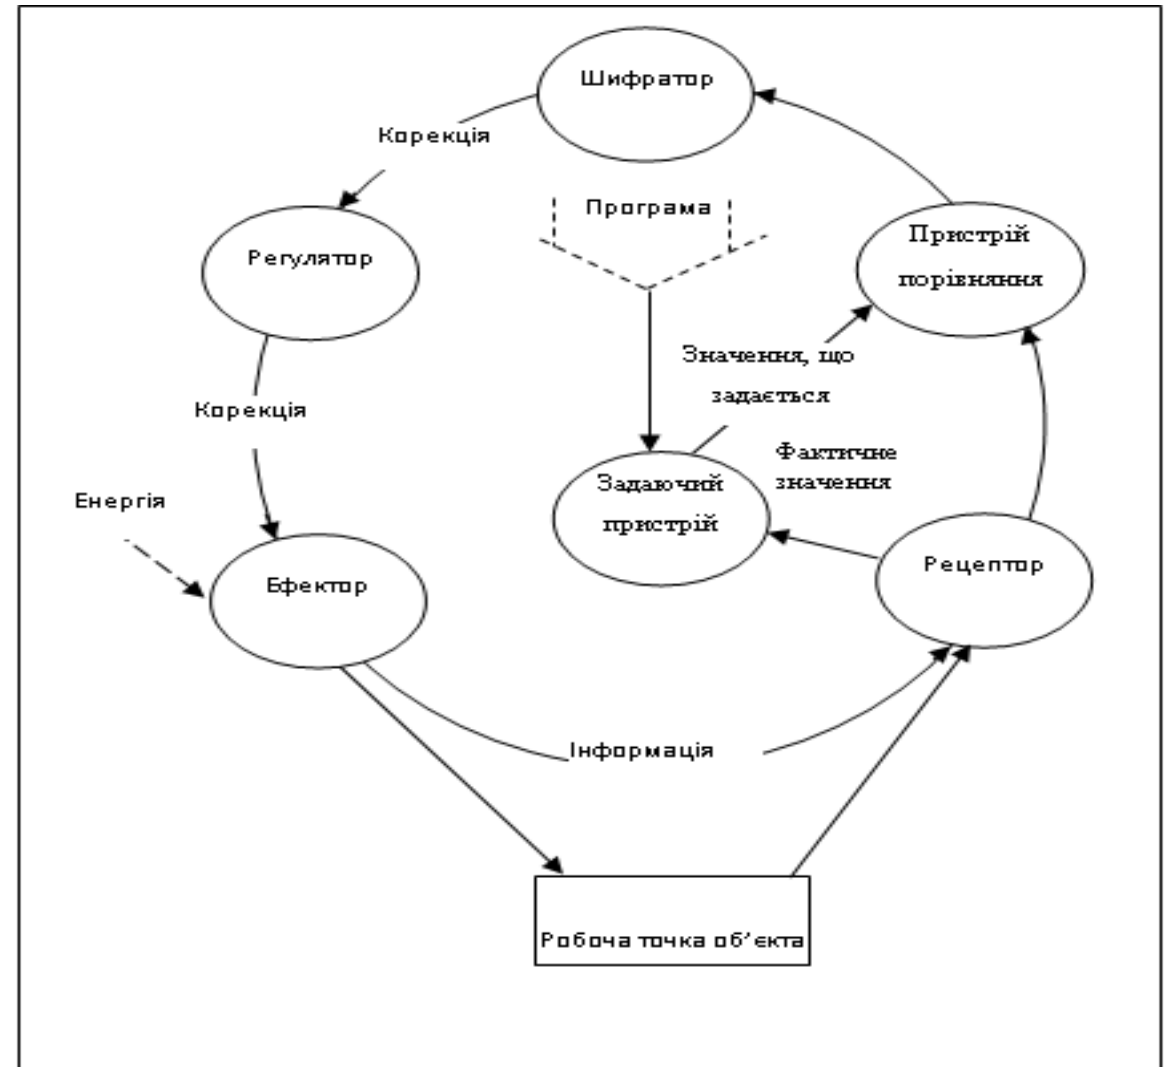 Шифратор
Корекція
Програма
Пристрій
порівняння
Регулятор
Значення, що
задається
Корекція
Фактичне
значення
Задаючий
пристрій
Енергія
Рецептор
Ефектор
Інформація
Робоча точка об’єкта